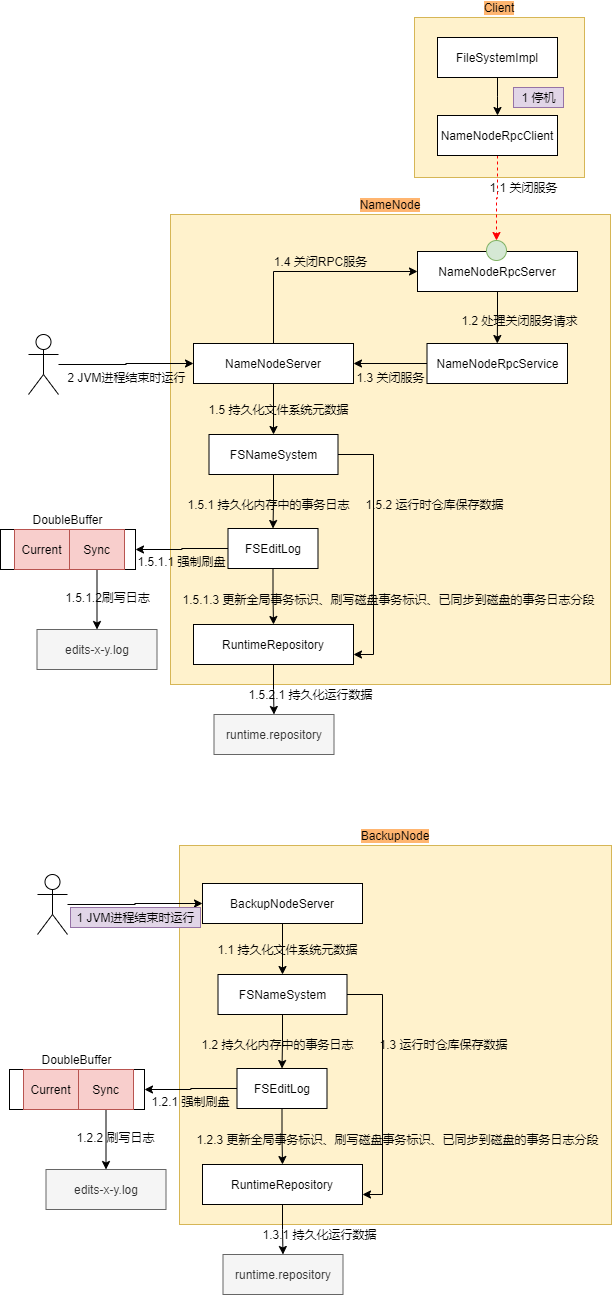 Client
FileSystemImpl
1 停机
NameNodeRpcClient
1.1 关闭服务
NameNode
1.4 关闭RPC服务
NameNodeRpcServer
1.2 处理关闭服务请求
NameNodeServer
NameNodeRpcService
2 JVM进程结束时运行
1.3 关闭服务
1.5 持久化文件系统元数据
FSNameSystem
1.5.1 持久化内存中的事务日志
1.5.2 运行时仓库保存数据
DoubleBuffer
Current
Sync
FSEditLog
1.5.1.1 强制刷盘
1.5.1.2刷写日志
1.5.1.3 更新全局事务标识、刷写磁盘事务标识、已同步到磁盘的事务日志分段
edits-x-y.log
RuntimeRepository
1.5.2.1 持久化运行数据
runtime.repository
BackupNode
BackupNodeServer
1 JVM进程结束时运行
1.1 持久化文件系统元数据
FSNameSystem
1.2 持久化内存中的事务日志
1.3 运行时仓库保存数据
DoubleBuffer
Current
Sync
FSEditLog
1.2.1 强制刷盘
1.2.2 刷写日志
1.2.3 更新全局事务标识、刷写磁盘事务标识、已同步到磁盘的事务日志分段
edits-x-y.log
RuntimeRepository
1.3.1 持久化运行数据
runtime.repository